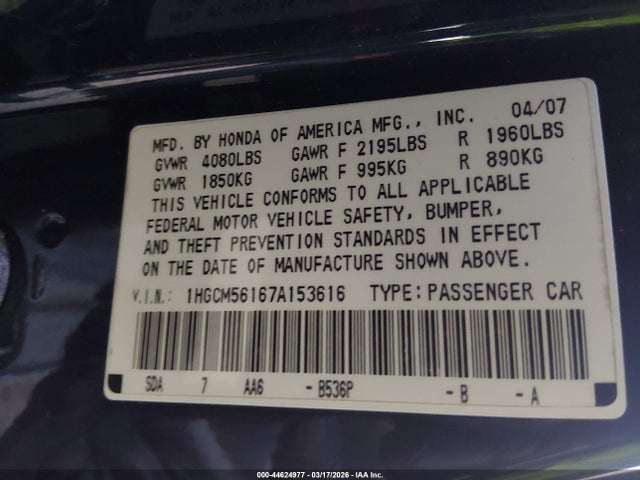 MFD. BY HONDA OF AMERICA MFG., INC. 04/07
GVWR 4080LBS GAWR F 2195LBS R 1960LBS
GVWR 1850KG GAWR F 995KG R 890KG
THIS VEHICLE CONFORMS TO ALL APPLICABLE
FEDERAL MOTOR VEHICLE SAFETY, BUMPER,
AND THEFT PREVENTION STANDARDS IN EFFECT
ON THE DATE OF MANUFACTURE SHOWN ABOVE.
V.I.N.: 1HGCM56167A153616 TYPE:PASSENGER CAR
SDA 7 AA6 - B536P - B - A
000-44624977 | 03/17/2026 | IAA Inc.